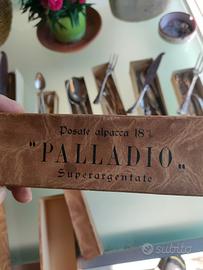 Posate alpacca 18%
"PALLADIO"
Superargentate
subito